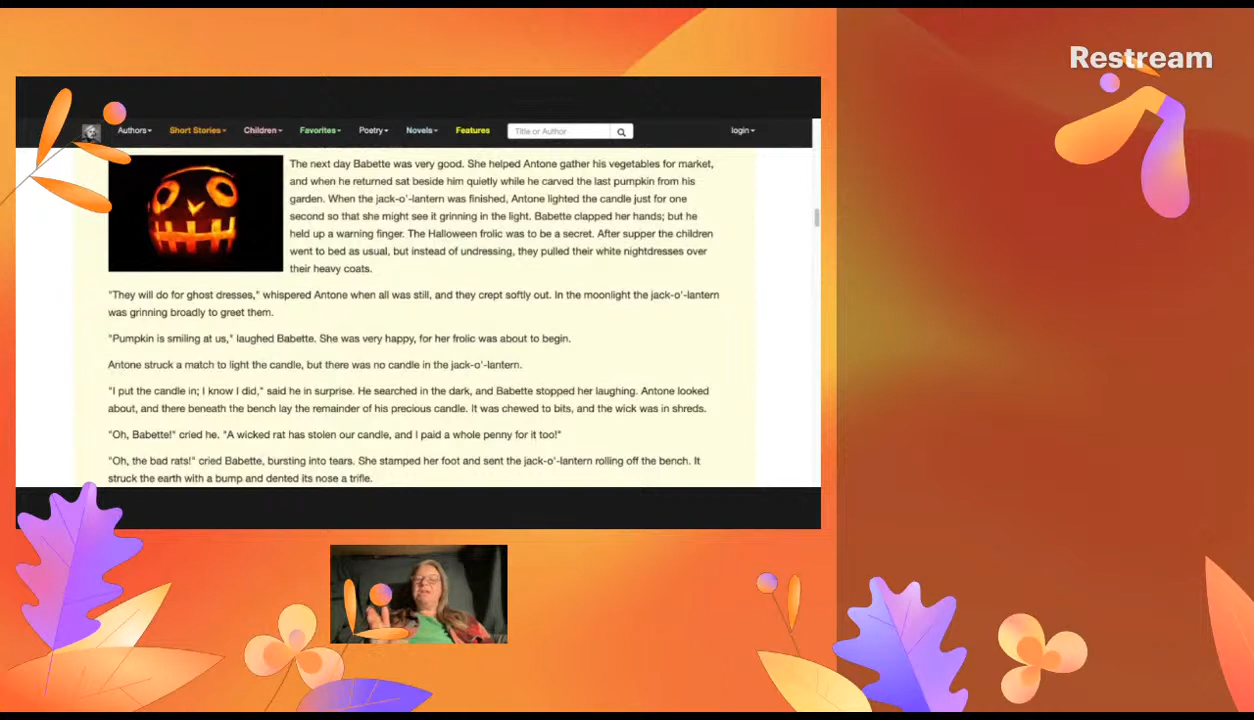 Restream
Authors Short Stories Children Favorites Poetry Novels Features Title or Author login
The next day Babette was very good. She helped Antone gather his vegetables for market,
and when he returned sat beside him quietly while he carved the last pumpkin from his
garden. When the jack-o'-lantern was finished, Antone lighted the candle just for one
second so that she might see it grinning in the light. Babette clapped her hands; but he
held up a warning finger. The Halloween frolic was to be a secret. After supper the children
went to bed as usual, but instead of undressing, they pulled their white nightdresses over
their heavy coats.
"They will do for ghost dresses," whispered Antone when all was still, and they crept softly out. In the moonlight the jack-o'-lantern
was grinning broadly to greet them.
"Pumpkin is smiling at us," laughed Babette. She was very happy, for her frolic was about to begin.
Antone struck a match to light the candle, but there was no candle in the jack-o'-lantern.
"I put the candle in; I know I did," said he in surprise. He searched in the dark, and Babette stopped her laughing. Antone looked
about, and there beneath the bench lay the remainder of his precious candle. It was chewed to bits, and the wick was in shreds.
"Oh, Babette!" cried he. "A wicked rat has stolen our candle, and I paid a whole penny for it too!"
"Oh, the bad rats!" cried Babette, bursting into tears. She stamped her foot and sent the jack-o'-lantern rolling off the bench. It
struck the earth with a bump and dented its nose a trifle.